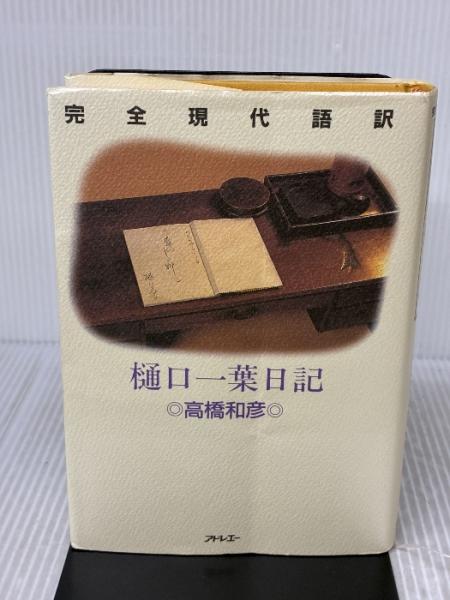 完全現代語訳
樋口一葉日記
◎高橋和彦◎
アドレエー